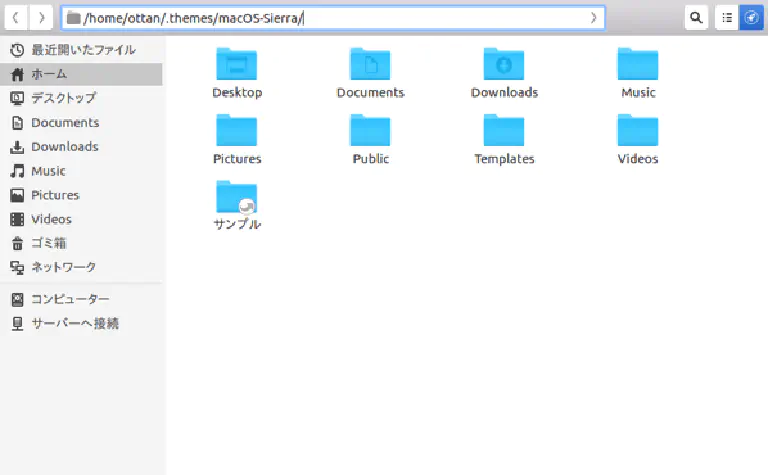 /home/ottan/.themes/macOS-Sierra/
最近開いたファイル
ホーム
デスクトップ
Documents
Downloads
Music
Pictures
Videos
ゴミ箱
ネットワーク
コンピューター
サーバーへ接続
Desktop
Documents
Downloads
Music
Pictures
Public
Templates
Videos
サンプル